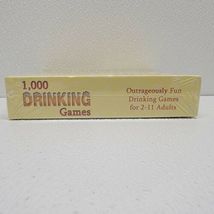 1,000
DRINKING
Games
Outrageously Fun
Drinking Games
for 2-11 Adults